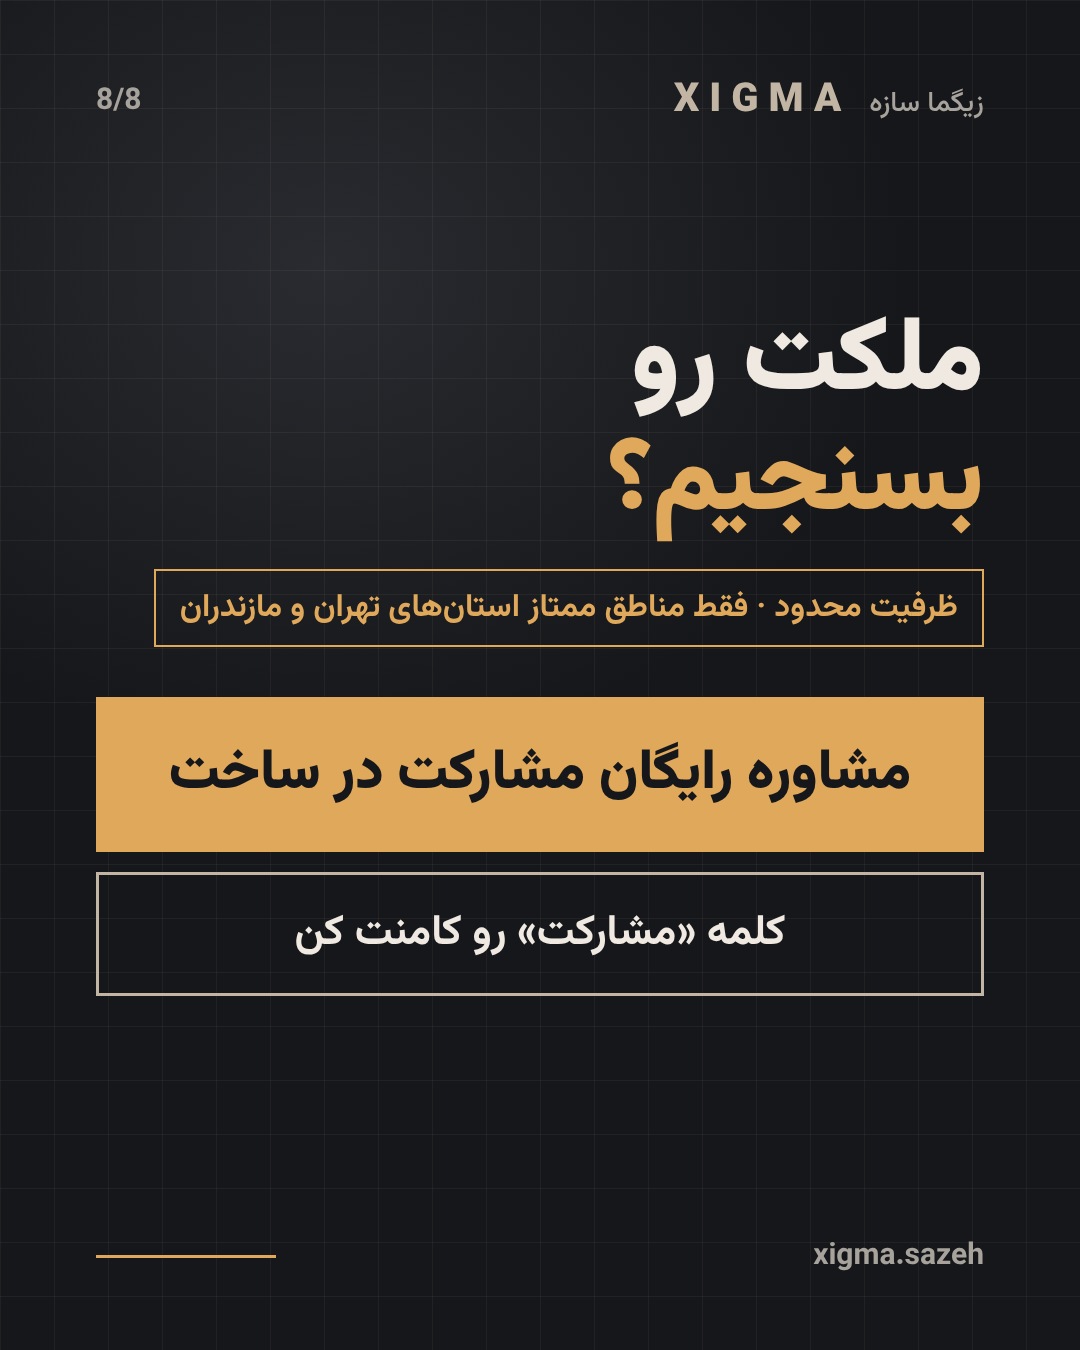 زیگما سازه XIGMA
8/8
ملکت رو
بسنجیم؟
ظرفیت محدود · فقط مناطق ممتاز استان‌های تهران و مازندران
مشاوره رایگان مشارکت در ساخت
کلمه «مشارکت» رو کامنت کن
xigma.sazeh